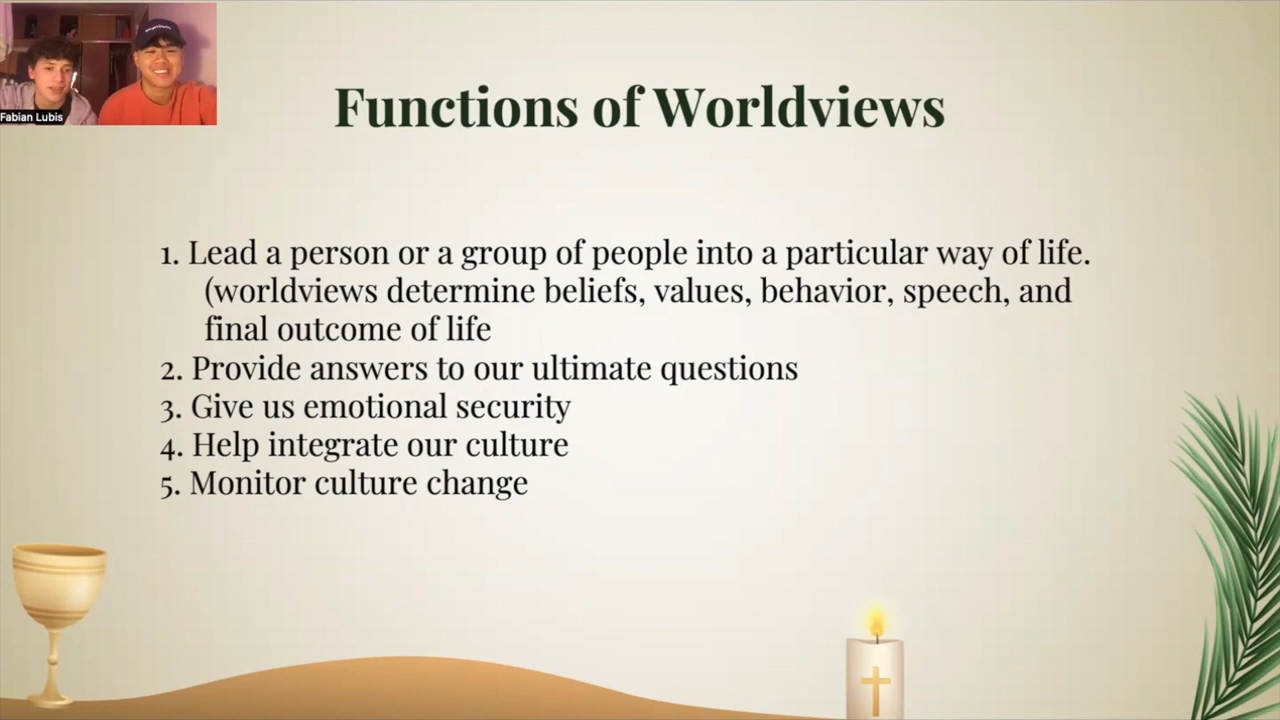 Fabian Lubis
Functions of Worldviews
1. Lead a person or a group of people into a particular way of life.
(worldviews determine beliefs, values, behavior, speech, and
final outcome of life
2. Provide answers to our ultimate questions
3. Give us emotional security
4. Help integrate our culture
5. Monitor culture change